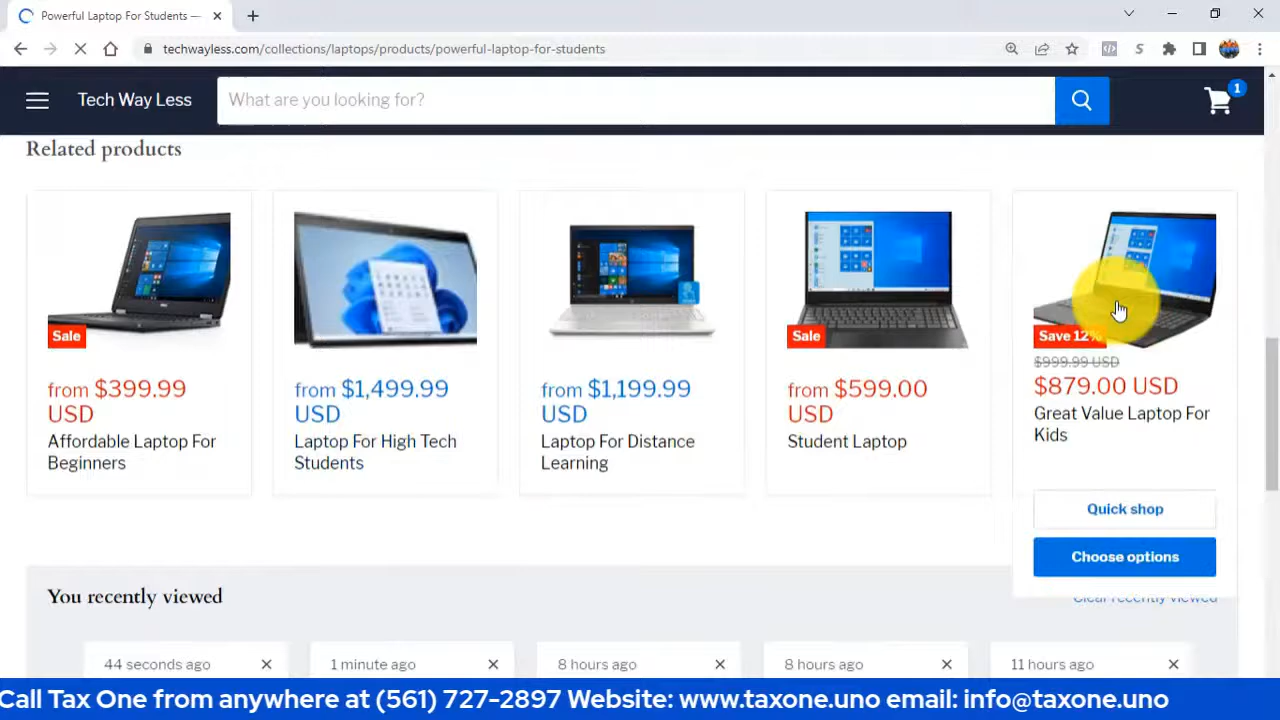 Powerful Laptop For Students —
techwayless.com/collections/laptops/products/powerful-laptop-for-students
Tech Way Less
What are you looking for?
1
Related products
Sale
from $399.99
USD
Affordable Laptop For
Beginners
from $1,499.99
USD
Laptop For High Tech
Students
from $1,199.99
USD
Laptop For Distance
Learning
Sale
from $599.00
USD
Student Laptop
Save 12%
$999.99 USD
$879.00 USD
Great Value Laptop For
Kids
Quick shop
Choose options
You recently viewed
Clear recently viewed
44 seconds ago
1 minute ago
8 hours ago
8 hours ago
11 hours ago
Call Tax One from anywhere at (561) 727-2897 Website: www.taxone.uno email: info@taxone.uno